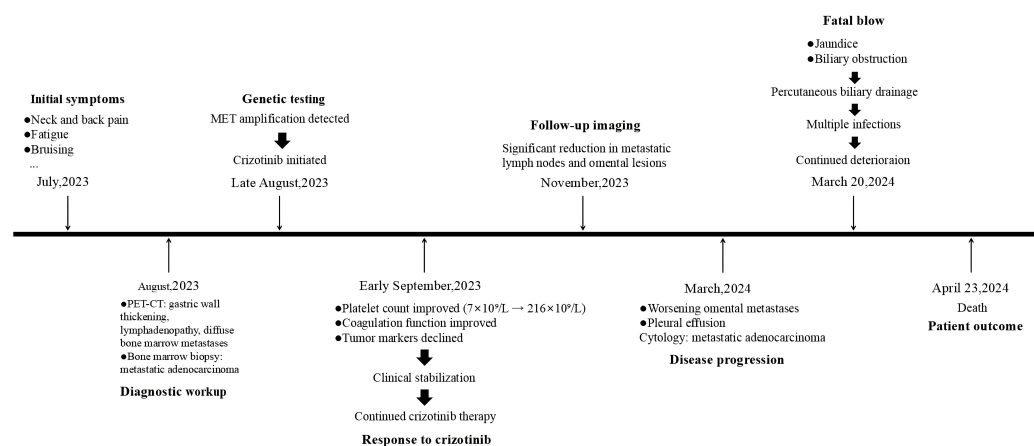 Initial symptoms
●Neck and back pain
●Fatigue
●Bruising
...
July,2023
August,2023
●PET-CT: gastric wall
thickening,
lymphadenopathy, diffuse
bone marrow metastases
●Bone marrow biopsy:
metastatic adenocarcinoma
Diagnostic workup
Genetic testing
MET amplification detected
Crizotinib initiated
Late August,2023
Early September,2023
●Platelet count improved (7×10⁹/L → 216×10⁹/L)
●Coagulation function improved
●Tumor markers declined
Clinical stabilization
Continued crizotinib therapy
Response to crizotinib
Follow-up imaging
Significant reduction in metastatic
lymph nodes and omental lesions
November,2023
March,2024
●Worsening omental metastases
●Pleural effusion
Cytology: metastatic adenocarcinoma
Disease progression
Fatal blow
●Jaundice
●Biliary obstruction
Percutaneous biliary drainage
Multiple infections
Continued deterioraion
March 20,2024
April 23,2024
Death
Patient outcome